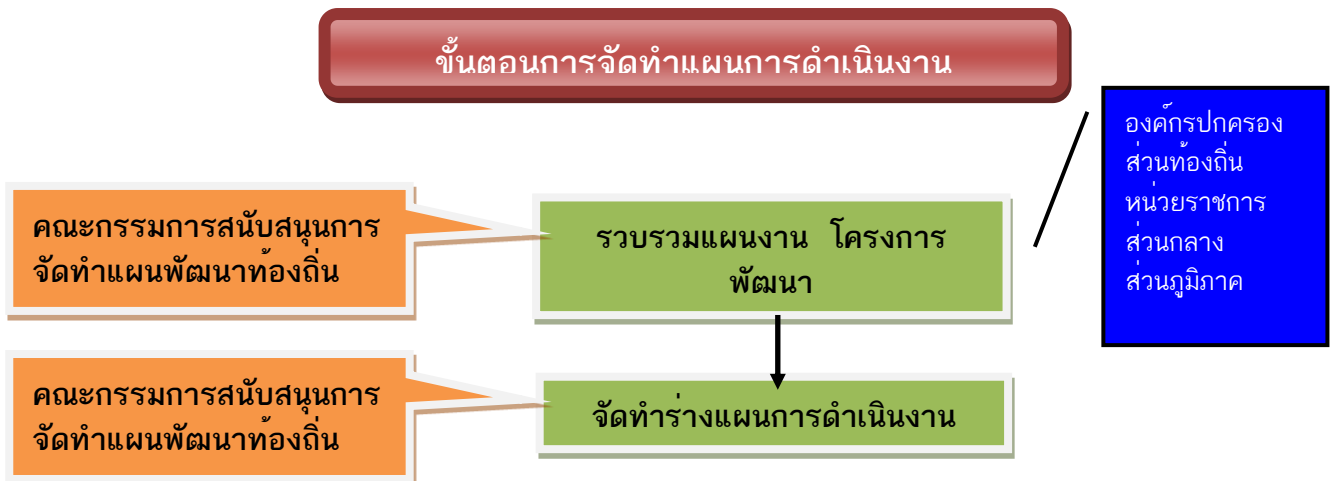 ขั้นตอนการจัดทำแผนการดำเนินงาน
องค์กรปกครอง
ส่วนท้องถิ่น
หน่วยราชการ
ส่วนกลาง
ส่วนภูมิภาค
คณะกรรมการสนับสนุนการ
จัดทำแผนพัฒนาท้องถิ่น
รวบรวมแผนงาน โครงการ
พัฒนา
คณะกรรมการสนับสนุนการ
จัดทำแผนพัฒนาท้องถิ่น
จัดทำร่างแผนการดำเนินงาน